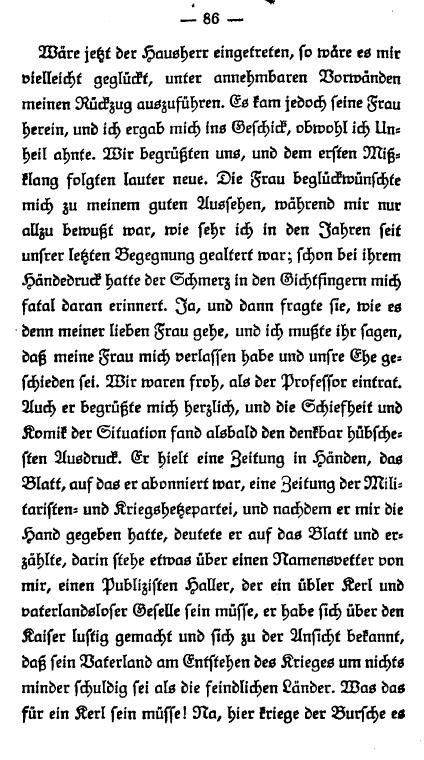 — 86 —
Wäre jetzt der Hausherr eingetreten, so wäre es mir
vielleicht geglückt, unter annehmbaren Vorwänden
meinen Rückzug auszuführen. Es kam jedoch seine Frau
herein, und ich ergab mich ins Geschick, obwohl ich Un-
heil ahnte. Wir begrüßten uns, und dem ersten Miß-
klang folgten lauter neue. Die Frau beglückwünschte
mich zu meinem guten Aussehen, während mir nur
allzu bewußt war, wie sehr ich in den Jahren seit
unsrer letzten Begegnung gealtert war; schon bei ihrem
Händedruck hatte der Schmerz in den Gichtfingern mich
fatal daran erinnert. Ja, und dann fragte sie, wie es
denn meiner lieben Frau gehe, und ich mußte ihr sagen,
daß meine Frau mich verlassen habe und unsre Ehe ge-
schieden sei. Wir waren froh, als der Professor eintrat.
Auch er begrüßte mich herzlich, und die Schiefheit und
Komik der Situation fand alsbald den denkbar hübsche-
sten Ausdruck. Er hielt eine Zeitung in Händen, das
Blatt, auf das er abonniert war, eine Zeitung der Mili-
taristen- und Kriegshetzepartei, und nachdem er mir die
Hand gegeben hatte, deutete er auf das Blatt und er-
zählte, darin stehe etwas über einen Namensvetter von
mir, einen Publizisten Haller, der ein übler Kerl und
vaterlandsloser Geselle sein müsse, er habe sich über den
Kaiser lustig gemacht und sich zu der Ansicht bekannt,
daß sein Vaterland am Entstehen des Krieges um nichts
minder schuldig sei als die feindlichen Länder. Was das
für ein Kerl sein müsse! Na, hier kriege der Bursche es